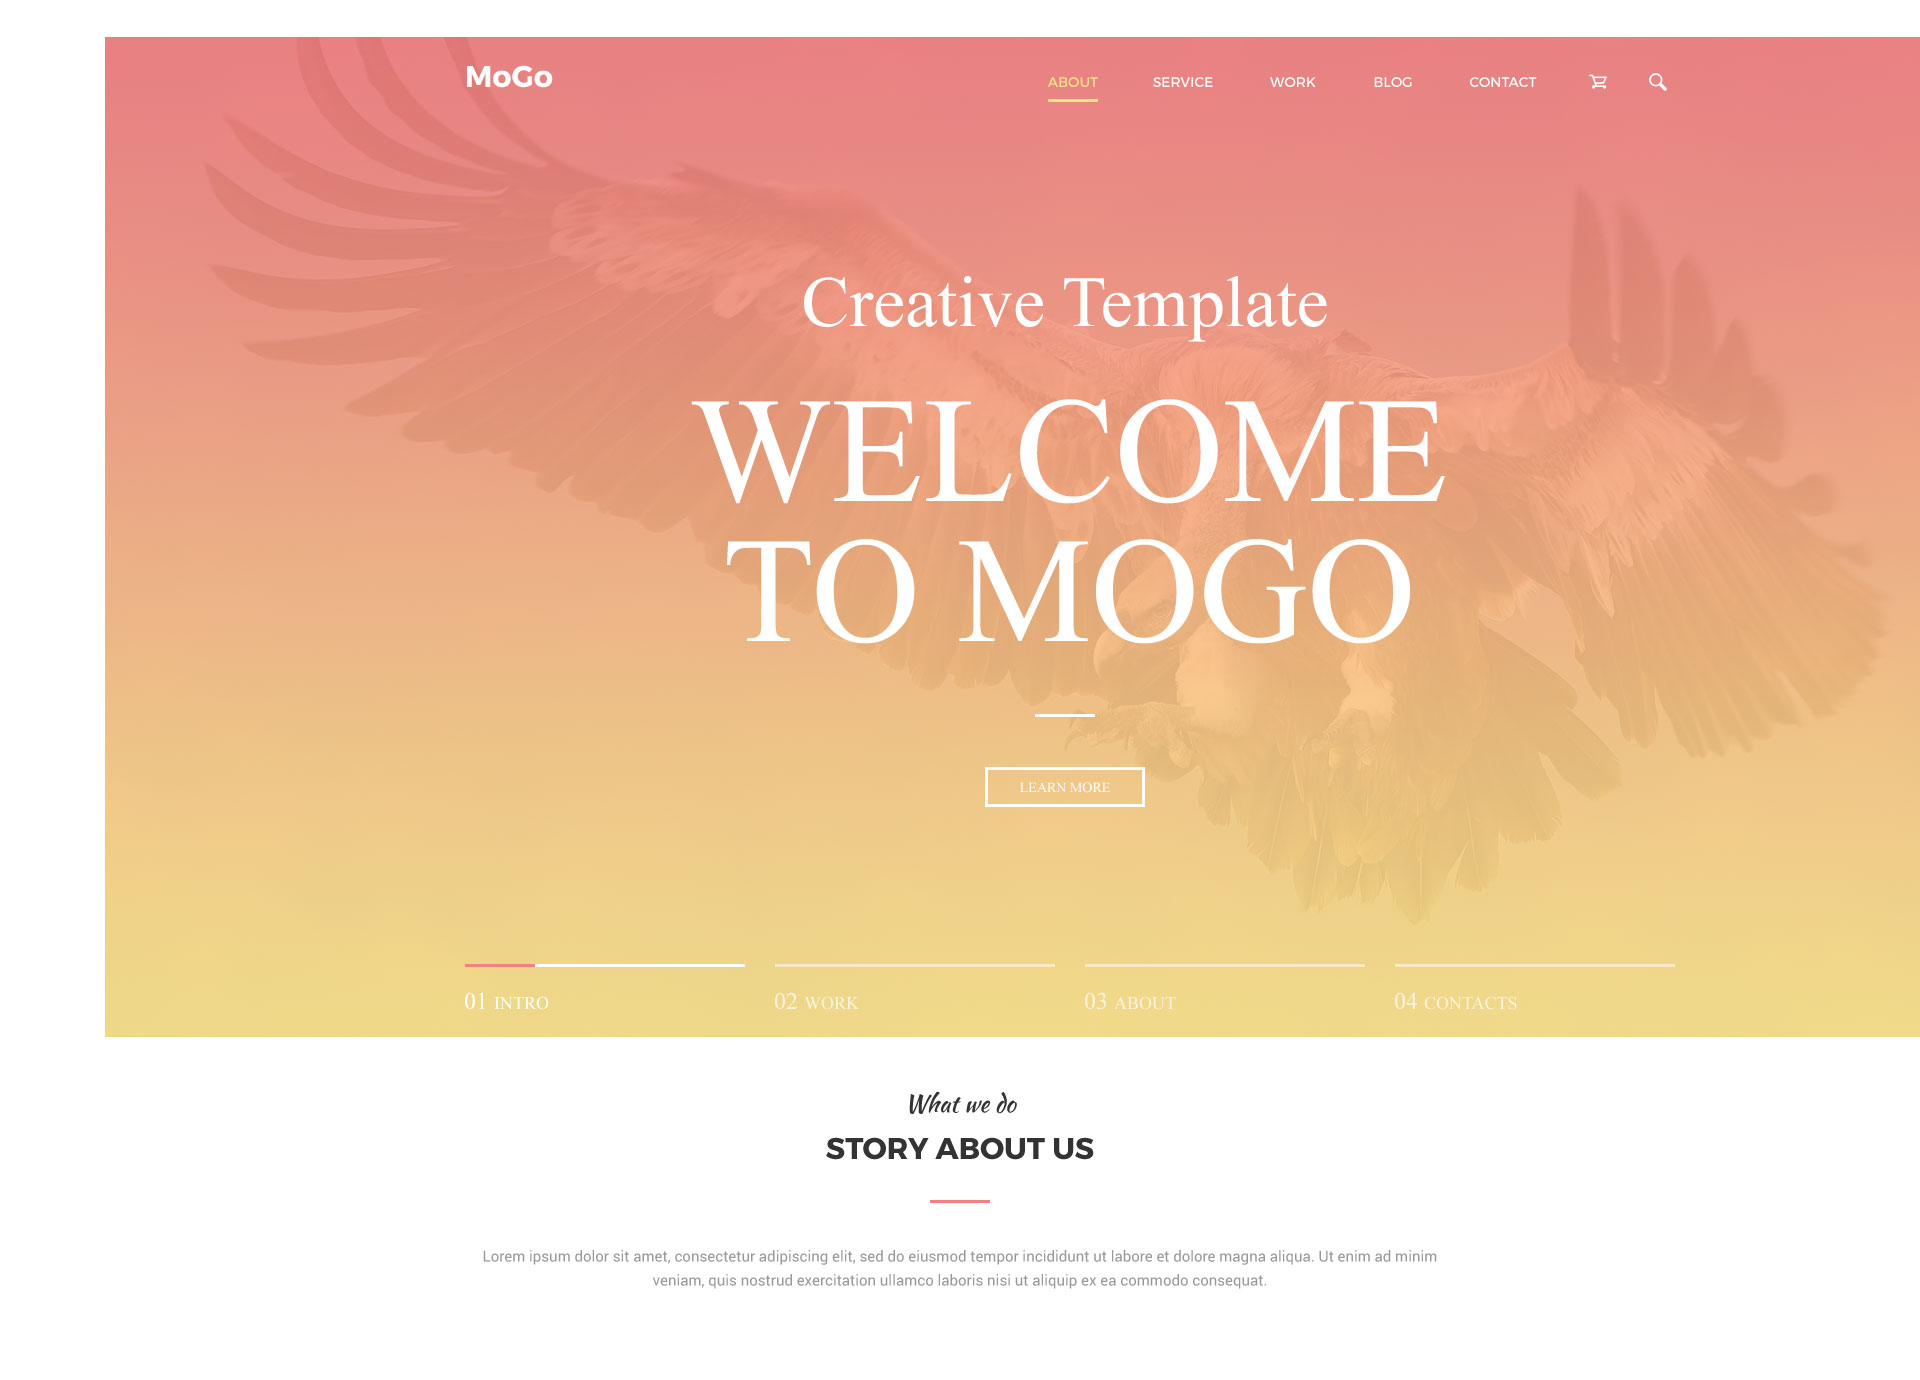 MoGo
ABOUT SERVICE WORK BLOG CONTACT
Creative Template
WELCOME
TO MOGO
LEARN MORE
01 INTRO 02 WORK 03 ABOUT 04 CONTACTS
What we do
STORY ABOUT US
Lorem ipsum dolor sit amet, consectetur adipiscing elit, sed do eiusmod tempor incididunt ut labore et dolore magna aliqua. Ut enim ad minim
veniam, quis nostrud exercitation ullamco laboris nisi ut aliquip ex ea commodo consequat.